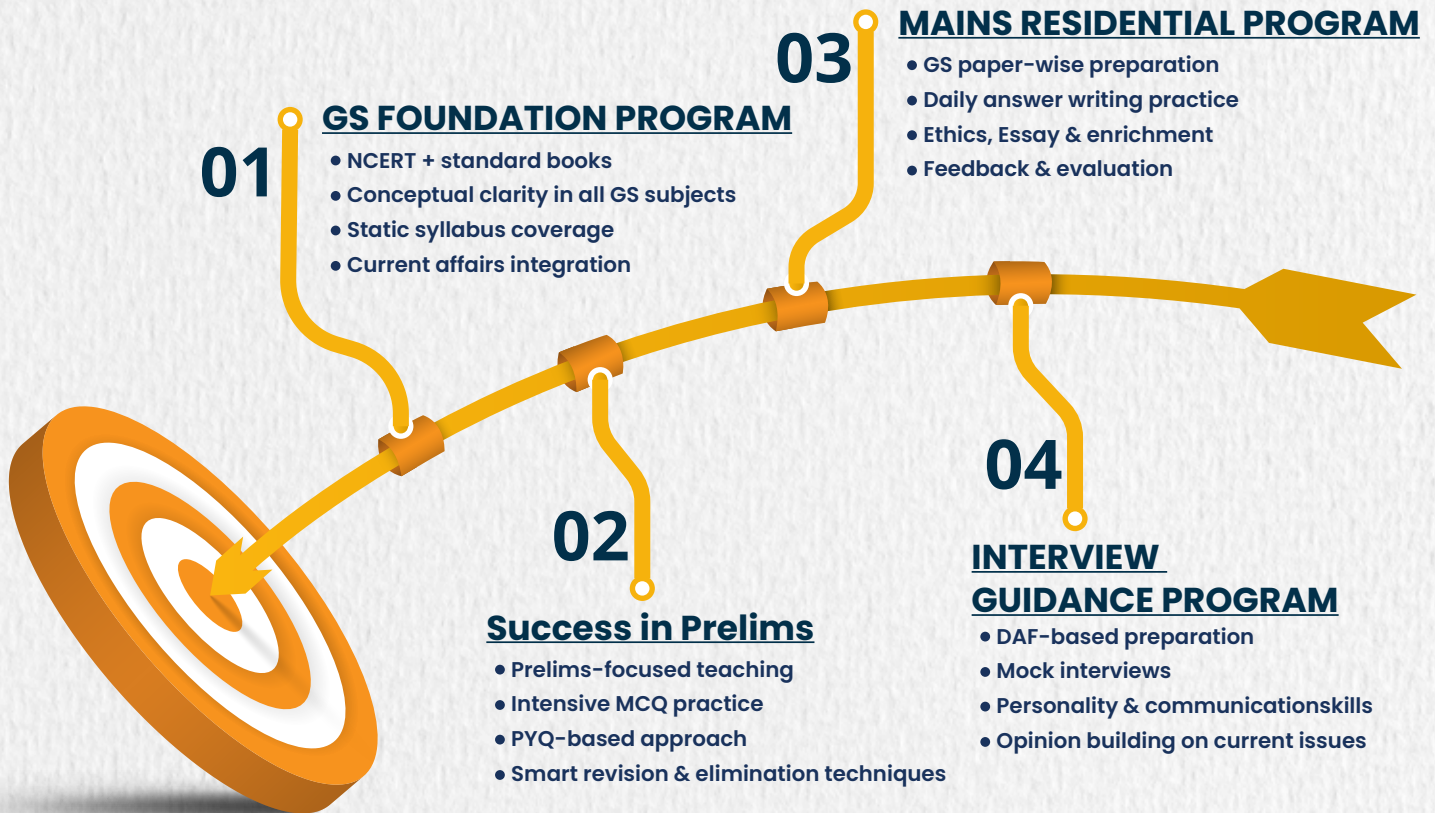 01
GS FOUNDATION PROGRAM
• NCERT + standard books
• Conceptual clarity in all GS subjects
• Static syllabus coverage
• Current affairs integration
02
Success in Prelims
• Prelims-focused teaching
• Intensive MCQ practice
• PYQ-based approach
• Smart revision & elimination techniques
03
MAINS RESIDENTIAL PROGRAM
• GS paper-wise preparation
• Daily answer writing practice
• Ethics, Essay & enrichment
• Feedback & evaluation
04
INTERVIEW
GUIDANCE PROGRAM
• DAF-based preparation
• Mock interviews
• Personality & communicationskills
• Opinion building on current issues